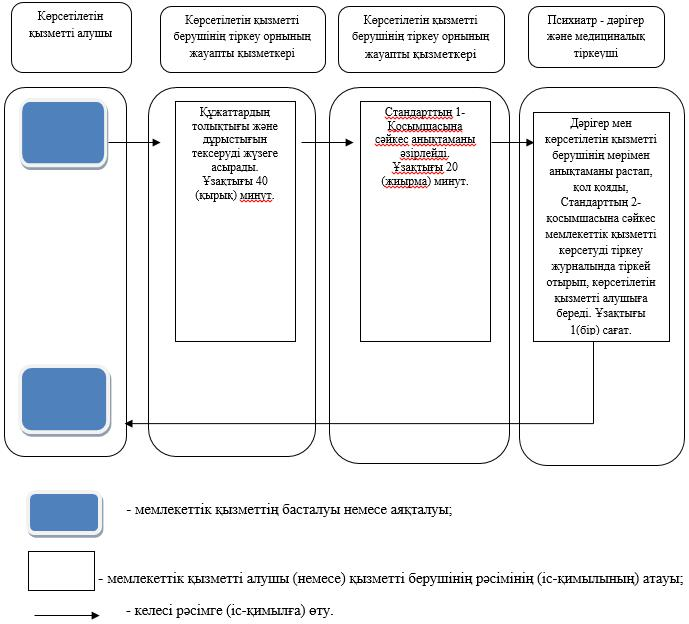 Көрсетілетін
қызметті алушы
Көрсетілетін қызметті
берушінің тіркеу орнының
жауапты қызметкері
Көрсетілетін қызметті
берушінің тіркеу орнының
жауапты қызметкері
Психиатр - дәрігер
және медициналық
тіркеуші
Құжаттардың
толықтығы және
дұрыстығын
тексеруді жүзеге
асырады.
Ұзақтығы 40
(қырық) минут.
Стандарттың 1-
Қосымшасына
сәйкес анықтаманы
әзірлейді.
Ұзақтығы 20
(жиырма) минут.
Дәрігер мен
көрсетілетін қызметті
берушінің мөрімен
анықтаманы растап,
қол қояды,
Стандарттың 2-
қосымшасына сәйкес
мемлекеттік қызметті
көрсетуді тіркеу
журналында тіркей
отырып, көрсетілетін
қызметті алушыға
береді. Ұзақтығы
1(бір) сағат.
- мемлекеттік қызметтің басталуы немесе аяқталуы;
- мемлекеттік қызметті алушы (немесе) қызметті берушінің рәсімінің (іс-қимылының) атауы;
- келесі рәсімге (іс-қимылға) өту.